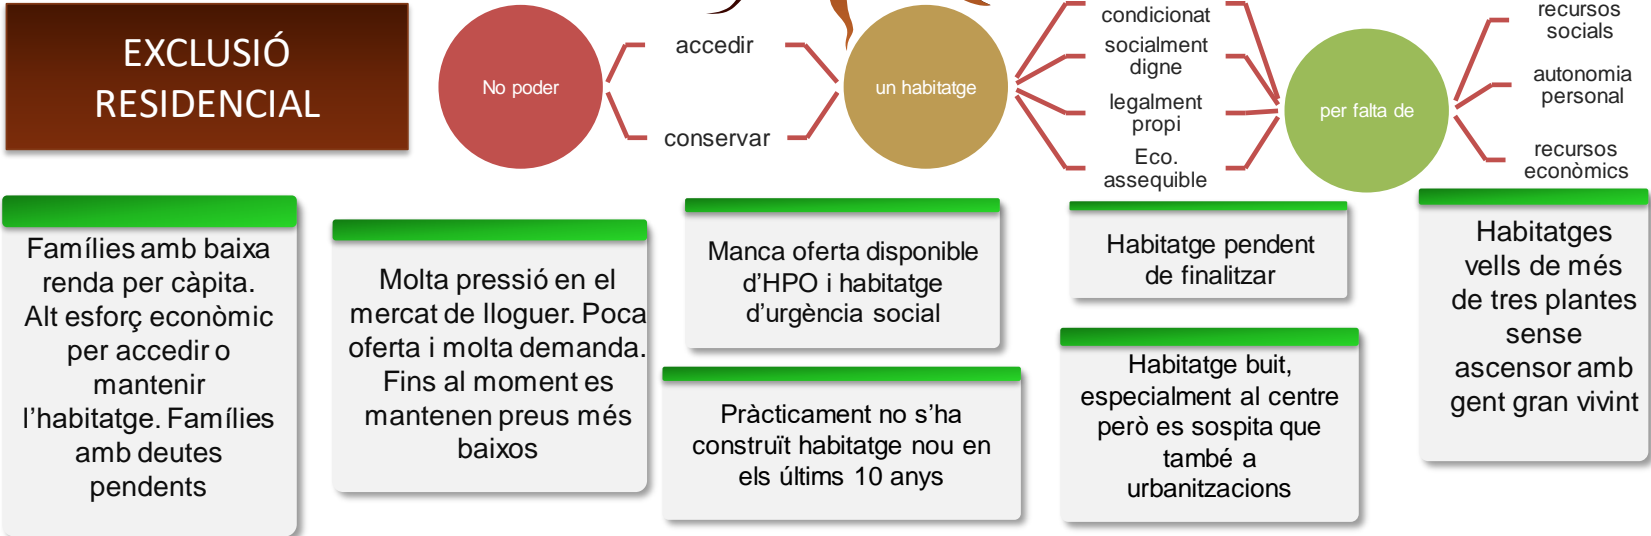 EXCLUSIÓ
RESIDENCIAL
No poder
accedir
conservar
un habitatge
condicionat
socialment
digne
legalment
propi
Eco.
assequible
per falta de
recursos
socials
autonomia
personal
recursos
econòmics
Famílies amb baixa
renda per càpita.
Alt esforç econòmic
per accedir o
mantenir
l’habitatge. Famílies
amb deutes
pendents
Molta pressió en el
mercat de lloguer. Poca
oferta i molta demanda.
Fins al moment es
mantenen preus més
baixos
Manca oferta disponible
d’HPO i habitatge
d’urgència social
Pràcticament no s’ha
construït habitatge nou en
els últims 10 anys
Habitatge pendent
de finalitzar
Habitatge buit,
especialment al centre
però es sospita que
també a
urbanitzacions
Habitatges
vells de més
de tres plantes
sense
ascensor amb
gent gran vivint